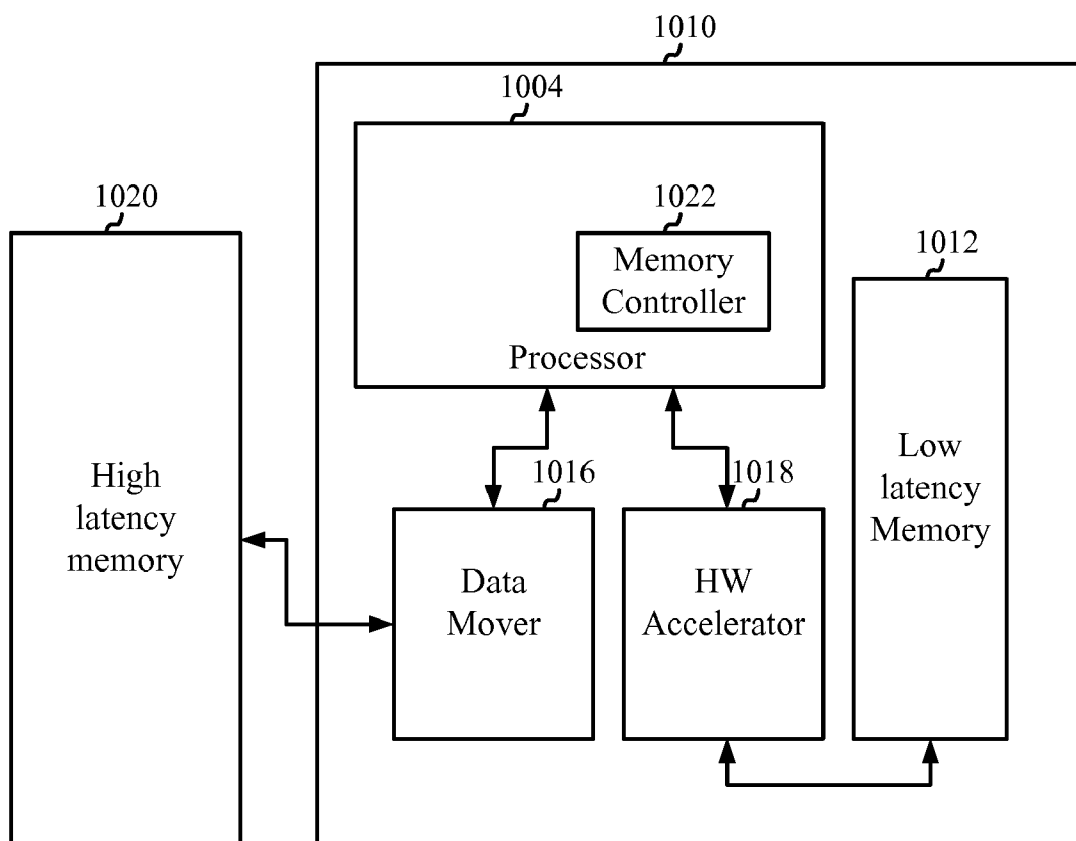 1010
1004
1020
1022
Memory
Controller
1012
Processor
High
latency
memory
1016
1018
Low
latency
Memory
Data
Mover
HW
Accelerator